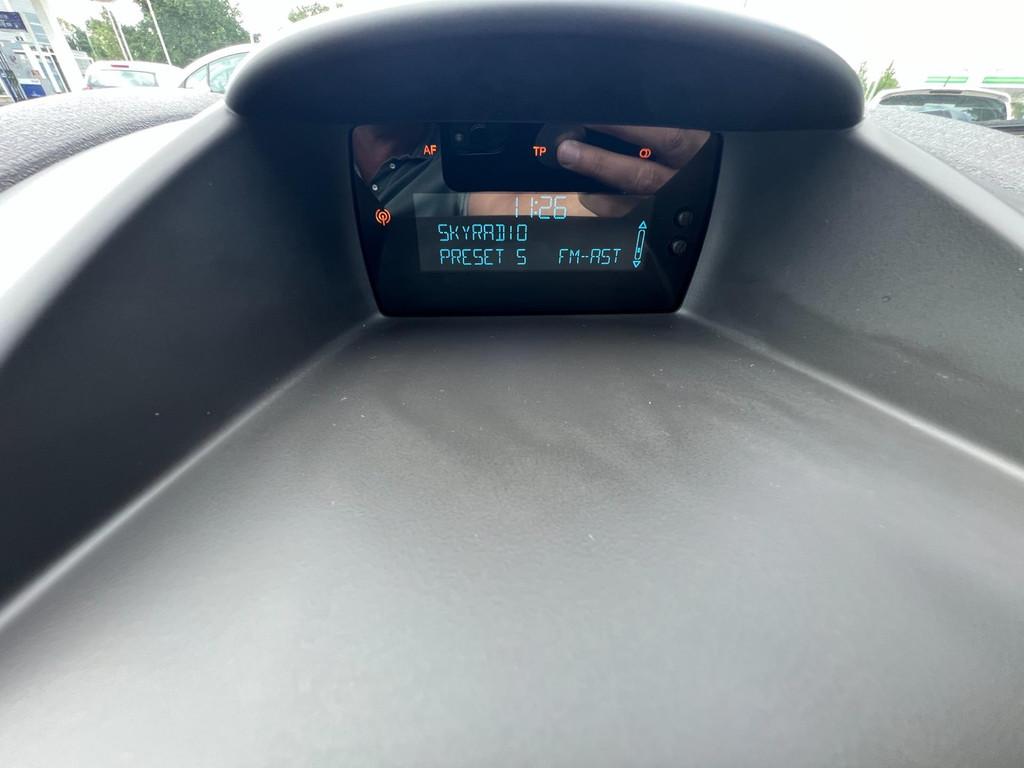 AF TP
11:26
SKYRADIO
PRESET 5 FM-AST